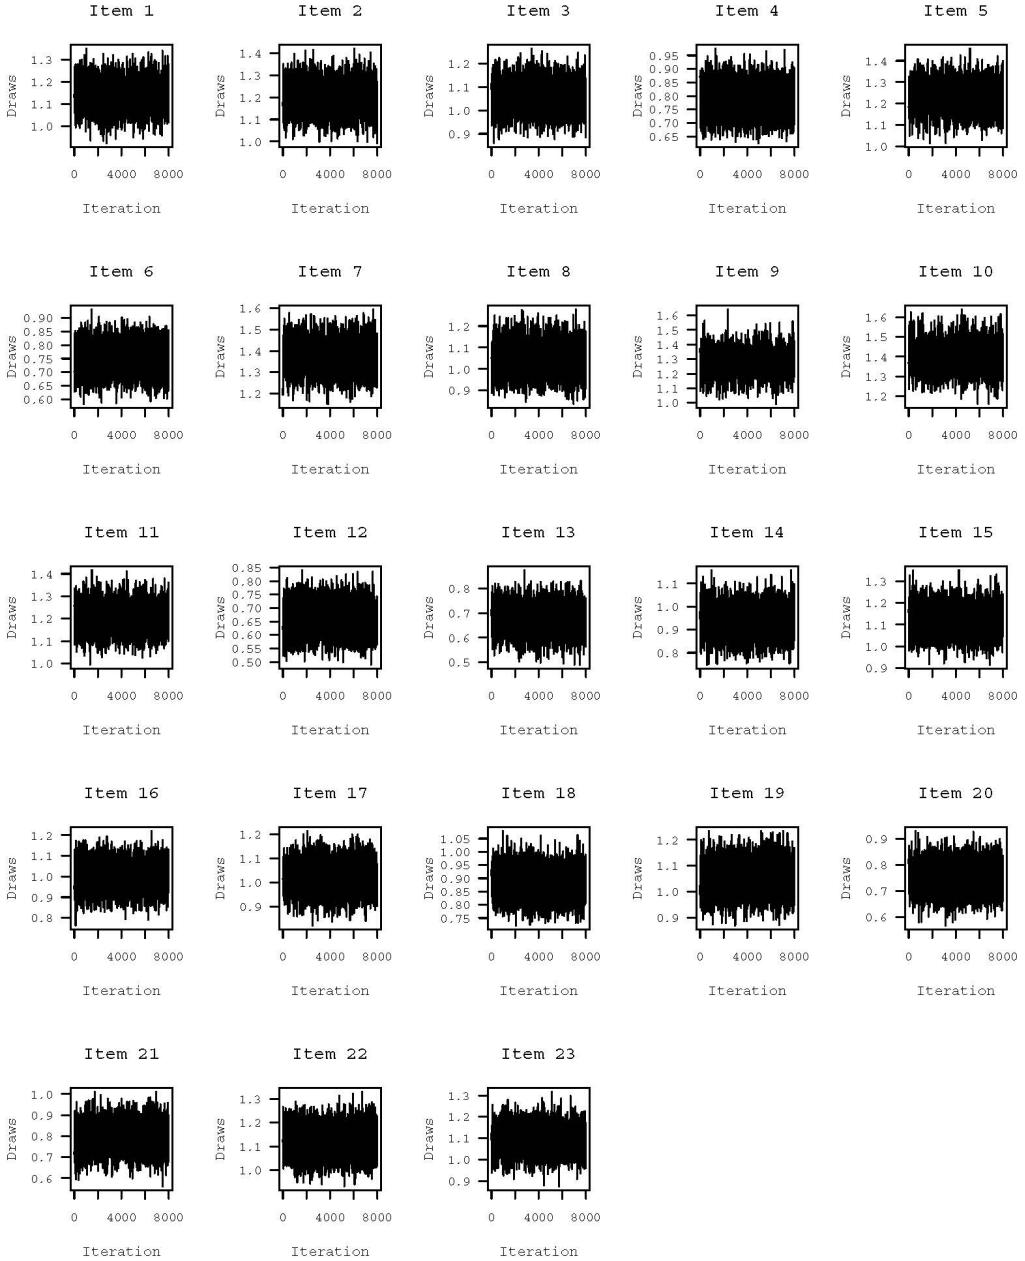 Item 1 Item 2 Item 3 Item 4 Item 5
Draws 1.3 1.2 1.1 1.0 Draws 1.4 1.3 1.2 1.1 1.0 Draws 1.2 1.1 1.0 0.9 Draws 0.95 0.90 0.85 0.80 0.75 0.70 0.65 Draws 1.4 1.3 1.2 1.1 1.0
0 4000 8000 0 4000 8000 0 4000 8000 0 4000 8000 0 4000 8000
Iteration Iteration Iteration Iteration Iteration
Item 6 Item 7 Item 8 Item 9 Item 10
Draws 0.90 0.85 0.80 0.75 0.70 0.65 0.60 Draws 1.6 1.5 1.4 1.3 1.2 Draws 1.2 1.1 1.0 0.9 Draws 1.6 1.5 1.4 1.3 1.2 1.1 1.0 Draws 1.6 1.5 1.4 1.3 1.2
0 4000 8000 0 4000 8000 0 4000 8000 0 4000 8000 0 4000 8000
Iteration Iteration Iteration Iteration Iteration
Item 11 Item 12 Item 13 Item 14 Item 15
Draws 1.4 1.3 1.2 1.1 1.0 Draws 0.85 0.80 0.75 0.70 0.65 0.60 0.55 0.50 Draws 0.8 0.7 0.6 0.5 Draws 1.1 1.0 0.9 0.8 Draws 1.3 1.2 1.1 1.0 0.9
0 4000 8000 0 4000 8000 0 4000 8000 0 4000 8000 0 4000 8000
Iteration Iteration Iteration Iteration Iteration
Item 16 Item 17 Item 18 Item 19 Item 20
Draws 1.2 1.1 1.0 0.9 0.8 Draws 1.2 1.1 1.0 0.9 Draws 1.05 1.00 0.95 0.90 0.85 0.80 0.75 Draws 1.2 1.1 1.0 0.9 Draws 0.9 0.8 0.7 0.6
0 4000 8000 0 4000 8000 0 4000 8000 0 4000 8000 0 4000 8000
Iteration Iteration Iteration Iteration Iteration
Item 21 Item 22 Item 23
Draws 1.0 0.9 0.8 0.7 0.6 Draws 1.3 1.2 1.1 1.0 Draws 1.3 1.2 1.1 1.0 0.9
0 4000 8000 0 4000 8000 0 4000 8000
Iteration Iteration Iteration